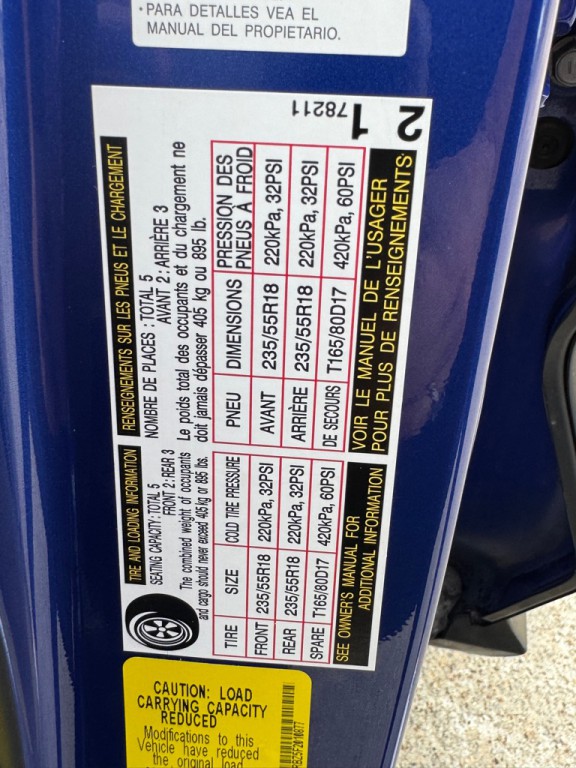 • PARA DETALLES VEA EL
MANUAL DEL PROPIETARIO.
TIRE AND LOADING INFORMATION
SEATING CAPACITY: TOTAL 5
FRONT 2: REAR 3
The combined weight of occupants
and cargo should never exceed 405 kg or 895 lbs.
TIRE SIZE COLD TIRE PRESSURE
FRONT 235/55R18 220kPa, 32PSI
REAR 235/55R18 220kPa, 32PSI
SPARE T165/80D17 420kPa, 60PSI
SEE OWNER'S MANUAL FOR
ADDITIONAL INFORMATION
RENSEIGNEMENTS SUR LES PNEUS ET LE CHARGEMENT
NOMBRE DE PLACES : TOTAL 5
AVANT 2: ARRIÈRE 3
Le poids total des occupants et du chargement ne
doit jamais dépasser 405 kg ou 895 lb.
PNEU DIMENSIONS PRESSION DES
PNEUS À FROID
AVANT 235/55R18 220kPa, 32PSI
ARRIÈRE 235/55R18 220kPa, 32PSI
DE SECOURS T165/80D17 420kPa, 60PSI
VOIR LE MANUEL DE L'USAGER
POUR PLUS DE RENSEIGNEMENTS.
78211
21
CAUTION: LOAD
CARRYING CAPACITY
REDUCED
Modifications to this
Vehicle have reduced
the original load